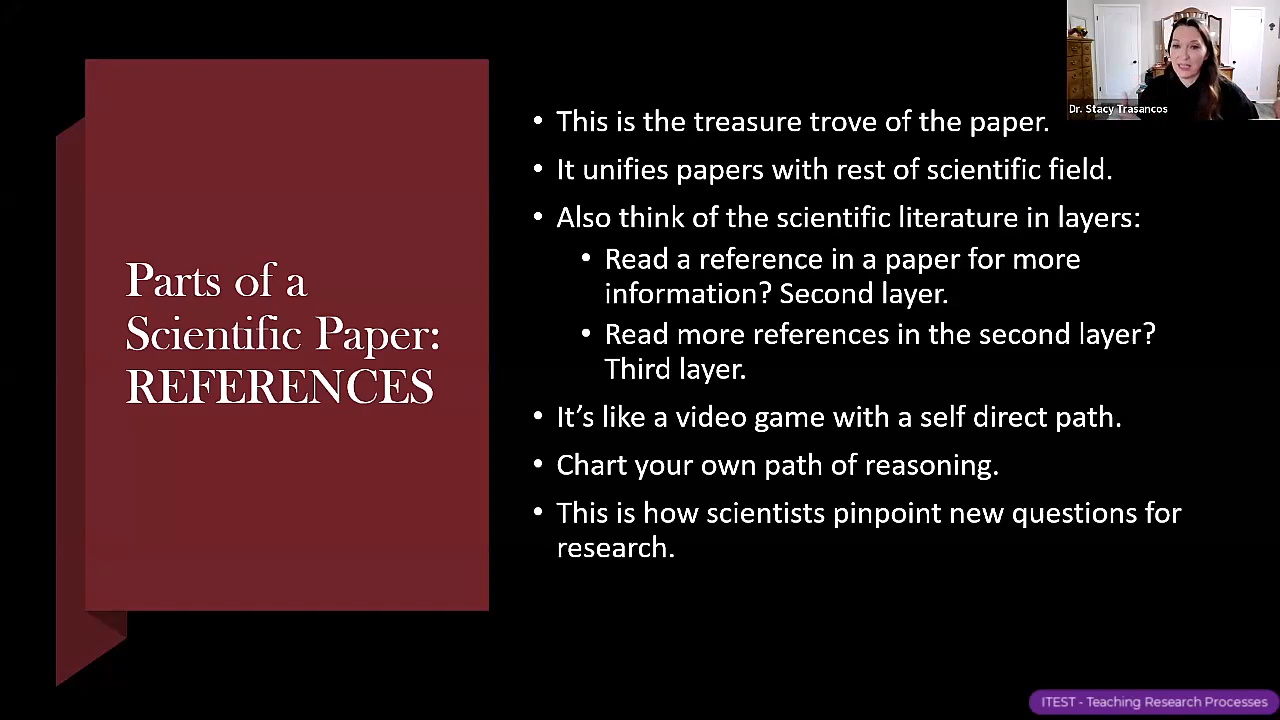 Parts of a
Scientific Paper:
REFERENCES
• This is the treasure trove of the paper.
• It unifies papers with rest of scientific field.
• Also think of the scientific literature in layers:
• Read a reference in a paper for more
information? Second layer.
• Read more references in the second layer?
Third layer.
• It’s like a video game with a self direct path.
• Chart your own path of reasoning.
• This is how scientists pinpoint new questions for
research.
Dr. Stacy Trasancos
ITEST - Teaching Research Processes